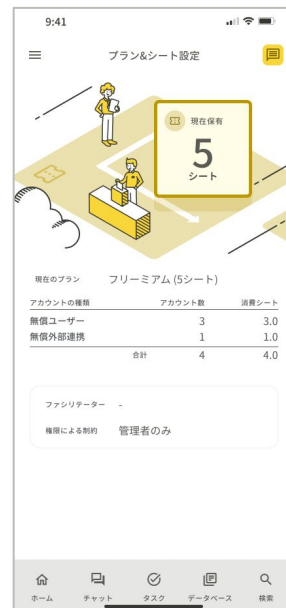 9:41
プラン&シート設定
現在保有
5
シート
現在のプラン フリーミアム (5シート)
アカウントの種類 アカウント数 消費シート
無償ユーザー 3 3.0
無償外部連携 1 1.0
合計 4 4.0
ファシリテーター -
権限による制約 管理者のみ
ホーム チャット タスク データベース 検索